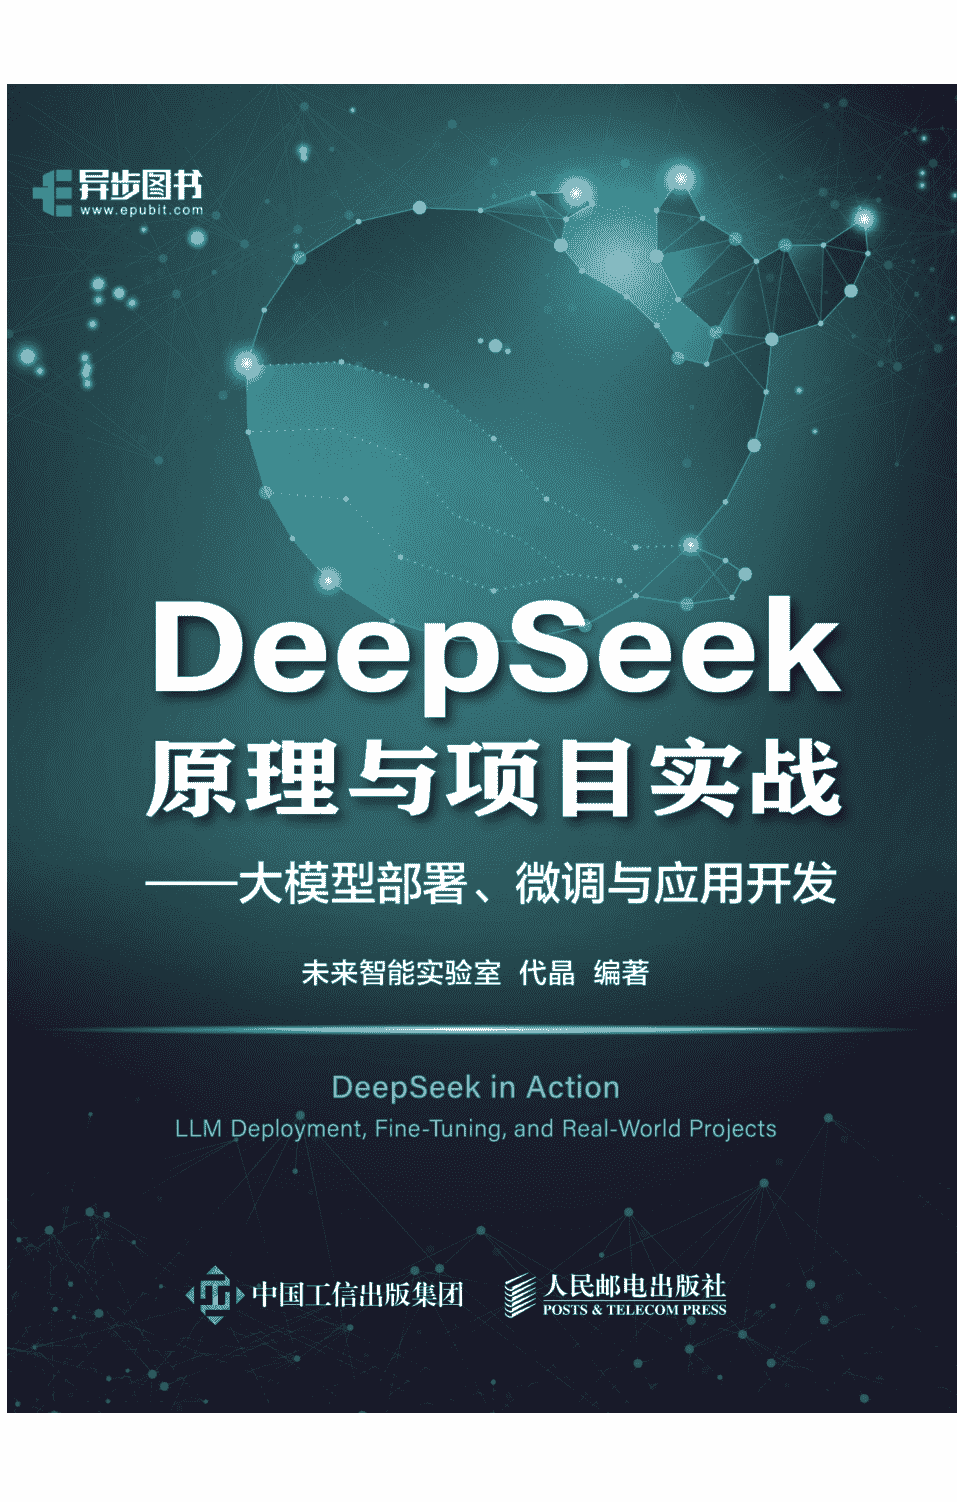 异步图书
www.epubit.com
DeepSeek
原理与项目实战
——大模型部署、微调与应用开发
未来智能实验室 代晶 编著
DeepSeek in Action
LLM Deployment, Fine-Tuning, and Real-World Projects
中国工信出版集团
人民邮电出版社
POSTS & TELECOM PRESS